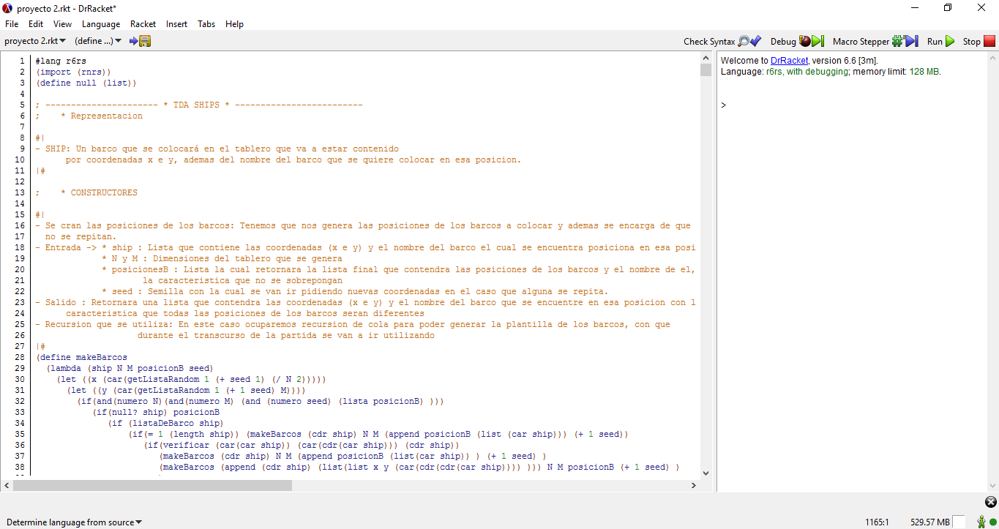 proyecto 2.rkt - DrRacket*
File Edit View Language Racket Insert Tabs Help
proyecto 2.rkt (define ...) Check Syntax Debug Macro Stepper Run Stop
1 #lang r6rs
2 (import (rnrs))
3 (define null (list))
4
5 ; ---------------------- * TDA SHIPS * -------------------------
6 ;    * Representacion
7
8 #|
9 - SHIP: Un barco que se colocará en el tablero que va a estar contenido
10 por coordenadas x e y, ademas del nombre del barco que se quiere colocar en esa posicion.
11 |#
12
13 ;    * CONSTRUCTORES
14
15 #|
16 - Se cran las posiciones de los barcos: Tenemos que nos genera las posiciones de los barcos a colocar y ademas se encarga de que
17 no se repitan.
18 - Entrada -> * ship : Lista que contiene las coordenadas (x e y) y el nombre del barco el cual se encuentra posiciona en esa posi
19 * N y M : Dimensiones del tablero que se genera
20 * posicionesB : Lista la cual retornara la lista final que contendra las posiciones de los barcos y el nombre de el,
21 la caracteristica que no se sobrepongan
22 * seed : Semilla con la cual se van ir pidiendo nuevas coordenadas en el caso que alguna se repita.
23 - Salido : Retornara una lista que contendra las coordenadas (x e y) y el nombre del barco que se encuentre en esa posicion con l
24 caracteristica que todas las posiciones de los barcos seran diferentes
25 - Recursion que se utiliza: En este caso ocuparemos recursion de cola para poder generar la plantilla de los barcos, con que
26 durante el transcurso de la partida se van a ir utilizando
27 |#
28 (define makeBarcos
29 (lambda (ship N M posicionB seed)
30 (let ((x (car(getListaRandom 1 (+ seed 1) (/ N 2)))))
31 (let ((y (car(getListaRandom 1 (+ 1 seed) M))))
32 (if(and(numero N)(and(numero M) (and (numero seed) (lista posicionB) )))
33 (if(null? ship) posicionB
34 (if (listaDeBarco ship)
35 (if(= 1 (length ship)) (makeBarcos (cdr ship) N M (append posicionB (list (car ship))) (+ 1 seed))
36 (if(verificar (car(car ship)) (car(cdr(car ship))) (cdr ship))
37 (makeBarcos (cdr ship) N M (append posicionB (list(car ship)) ) (+ 1 seed) )
38 (makeBarcos (append (cdr ship) (list(list x y (car(cdr(cdr(car ship)))) ))) N M posicionB (+ 1 seed) )
Welcome to DrRacket, version 6.6 [3m].
Language: r6rs, with debugging; memory limit: 128 MB.
>
Determine language from source 1165:1 529.57 MB